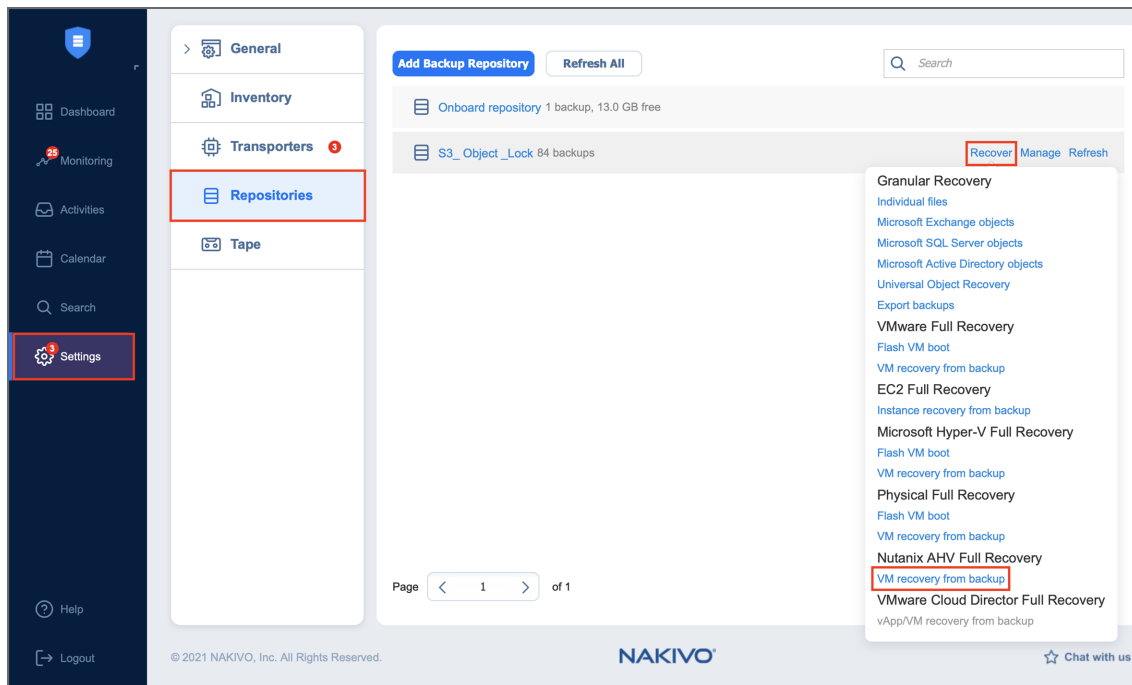 Dashboard
25
Monitoring
Activities
Calendar
Search
3
Settings
Help
Logout
General
Inventory
Transporters 3
Repositories
Tape
Add Backup Repository Refresh All Search
Onboard repository 1 backup, 13.0 GB free
S3_ Object _Lock 84 backups Recover Manage Refresh
Granular Recovery
Individual files
Microsoft Exchange objects
Microsoft SQL Server objects
Microsoft Active Directory objects
Universal Object Recovery
Export backups
VMware Full Recovery
Flash VM boot
VM recovery from backup
EC2 Full Recovery
Instance recovery from backup
Microsoft Hyper-V Full Recovery
Flash VM boot
VM recovery from backup
Physical Full Recovery
Flash VM boot
VM recovery from backup
Nutanix AHV Full Recovery
VM recovery from backup
VMware Cloud Director Full Recovery
vApp/VM recovery from backup
Page 1 of 1
© 2021 NAKIVO, Inc. All Rights Reserved. NAKIVO Chat with us